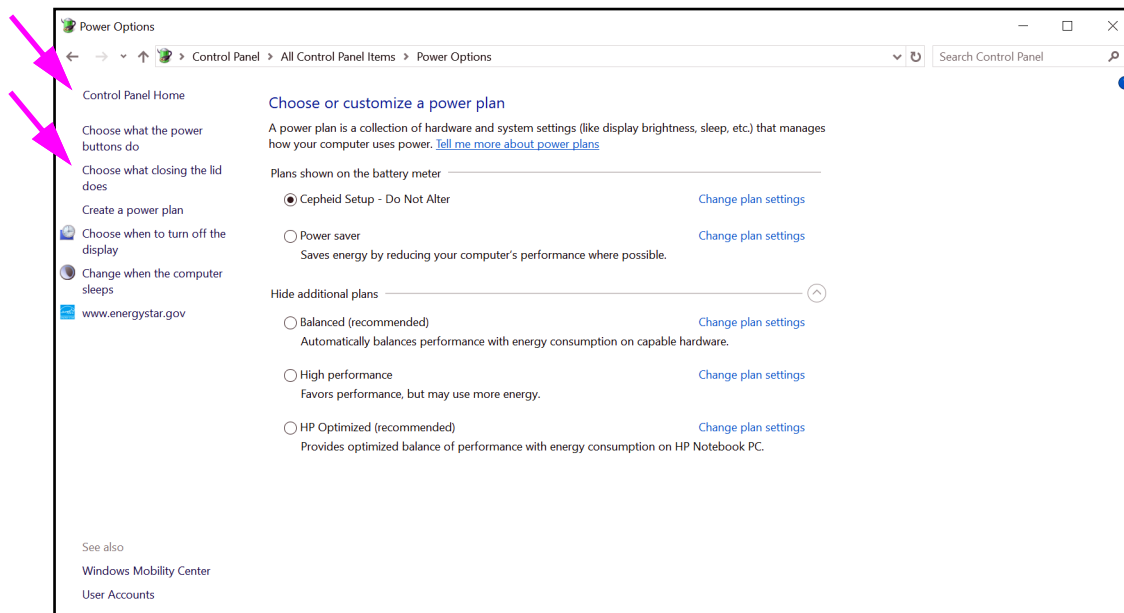 Power Options
Control Panel > All Control Panel Items > Power Options
Search Control Panel
Control Panel Home
Choose what the power
buttons do
Choose what closing the lid
does
Create a power plan
Choose when to turn off the
display
Change when the computer
sleeps
www.energystar.gov
Choose or customize a power plan
A power plan is a collection of hardware and system settings (like display brightness, sleep, etc.) that manages
how your computer uses power. Tell me more about power plans
Plans shown on the battery meter
Cepheid Setup - Do Not Alter Change plan settings
Power saver Change plan settings
Saves energy by reducing your computer's performance where possible.
Hide additional plans
Balanced (recommended) Change plan settings
Automatically balances performance with energy consumption on capable hardware.
High performance Change plan settings
Favors performance, but may use more energy.
HP Optimized (recommended) Change plan settings
Provides optimized balance of performance with energy consumption on HP Notebook PC.
See also
Windows Mobility Center
User Accounts